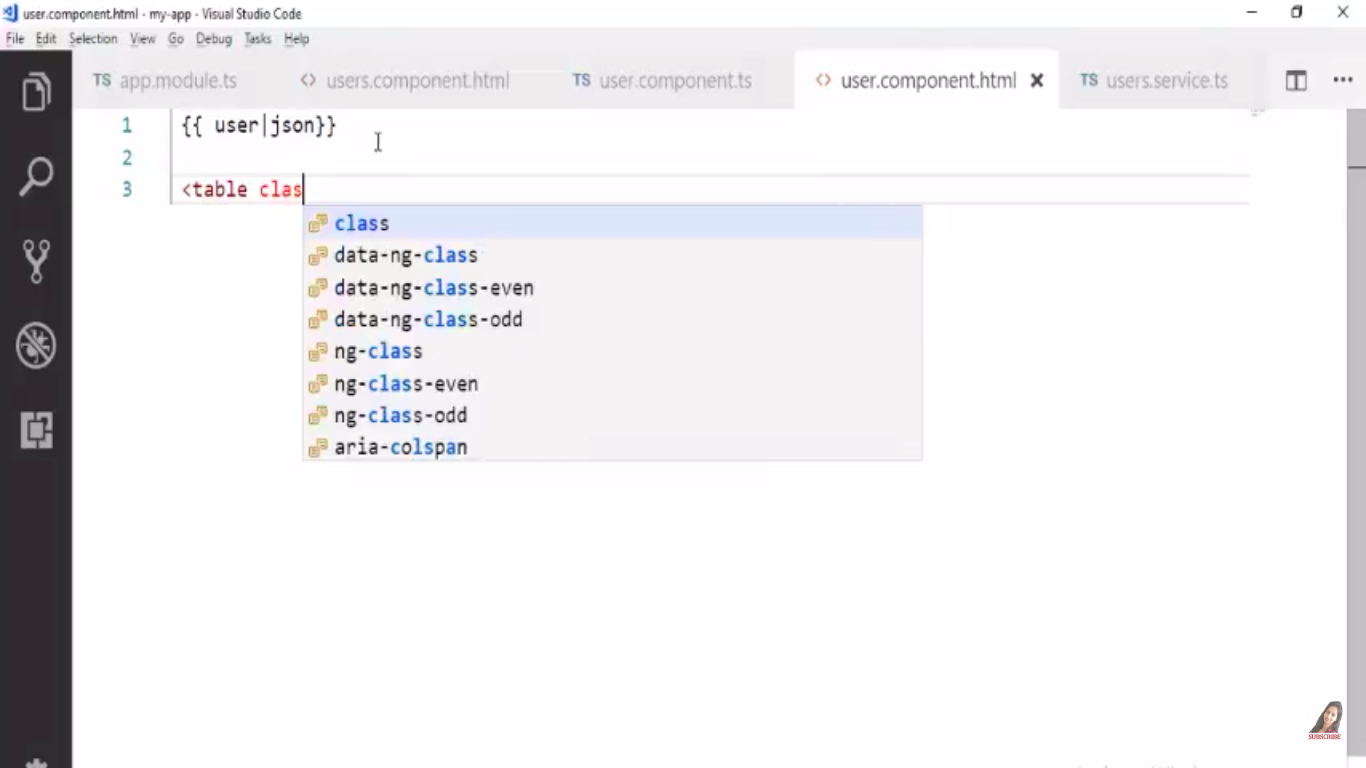 user.component.html - my-app - Visual Studio Code
File Edit Selection View Go Debug Tasks Help
TS app.module.ts <> users.component.html TS user.component.ts <> user.component.html TS users.service.ts
1 {{ user|json}}
2
3 <table clas
class
data-ng-class
data-ng-class-even
data-ng-class-odd
ng-class
ng-class-even
ng-class-odd
aria-colspan
SUBSCRIBE